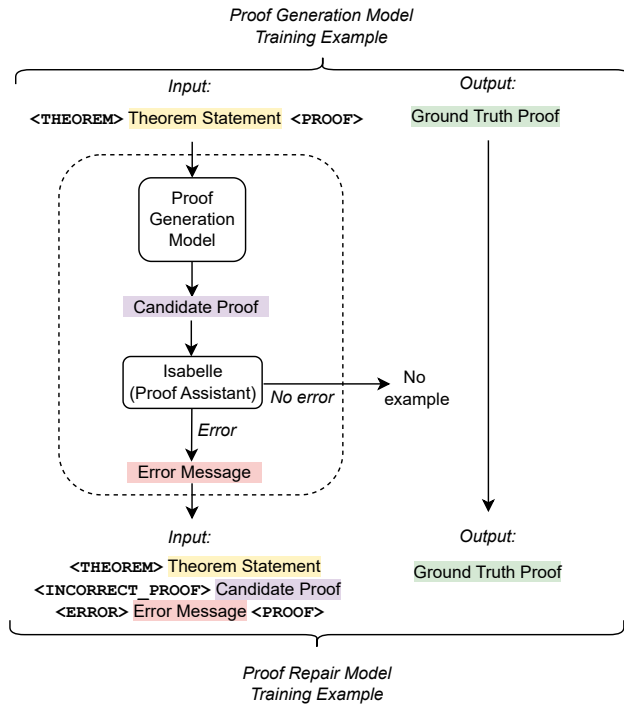 Proof Generation Model
Training Example
Input:
Output:
<THEOREM> Theorem Statement <PROOF>
Ground Truth Proof
Proof
Generation
Model
Candidate Proof
Isabelle
(Proof Assistant)
No error
No
example
Error
Error Message
Input:
Output:
<THEOREM> Theorem Statement
Ground Truth Proof
<INCORRECT_PROOF> Candidate Proof
<ERROR> Error Message <PROOF>
Proof Repair Model
Training Example